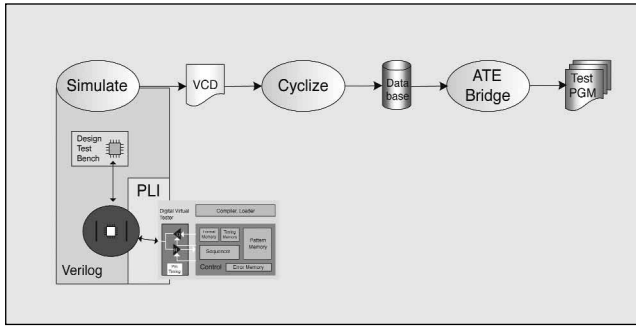 Simulate
VCD
Cyclize
Data
base
ATE
Bridge
Test
PGM
Design
Test
Bench
PLI
Verilog
Digital Virtual
Tester
Compiler, Loader
Format
Memory
Timing
Memory
Pattern
Memory
Sequencer
Control
Error Memory
Pin
Timing